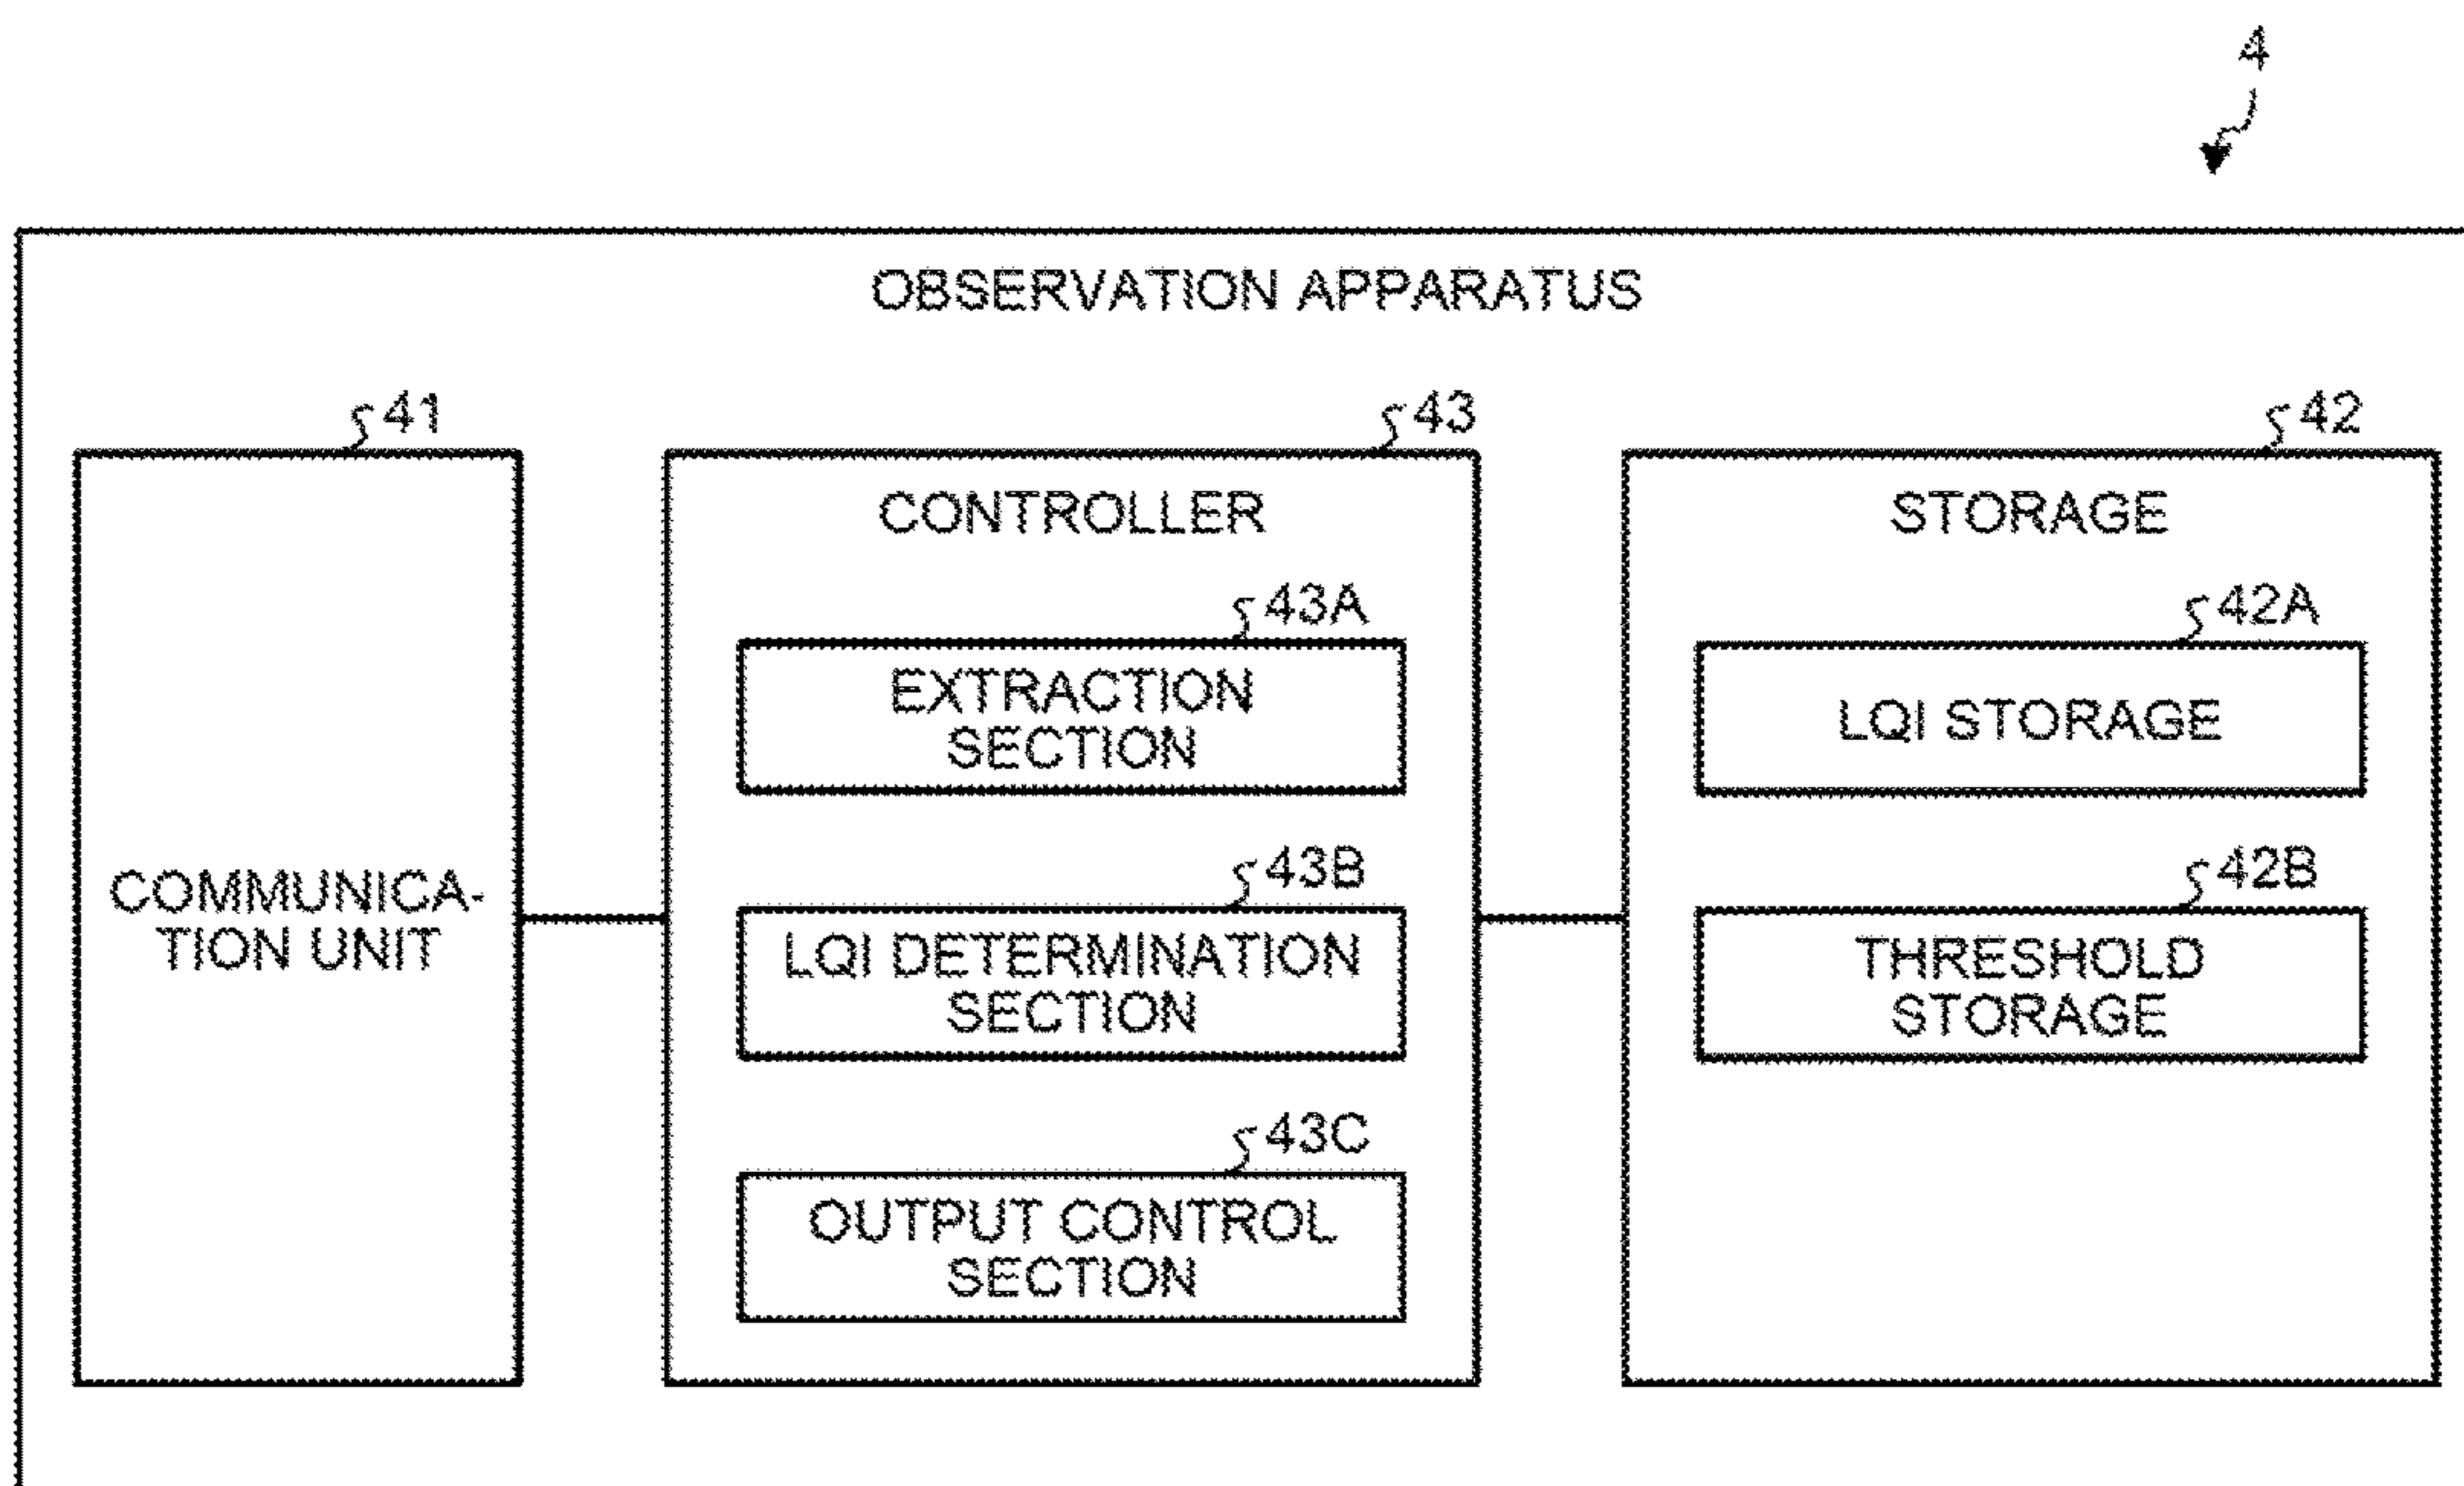 4
OBSERVATION APPARATUS
41
COMMUNICA-
TION UNIT
43
CONTROLLER
43A
EXTRACTION
SECTION
43B
LQI DETERMINATION
SECTION
43C
OUTPUT CONTROL
SECTION
42
STORAGE
42A
LQI STORAGE
42B
THRESHOLD
STORAGE